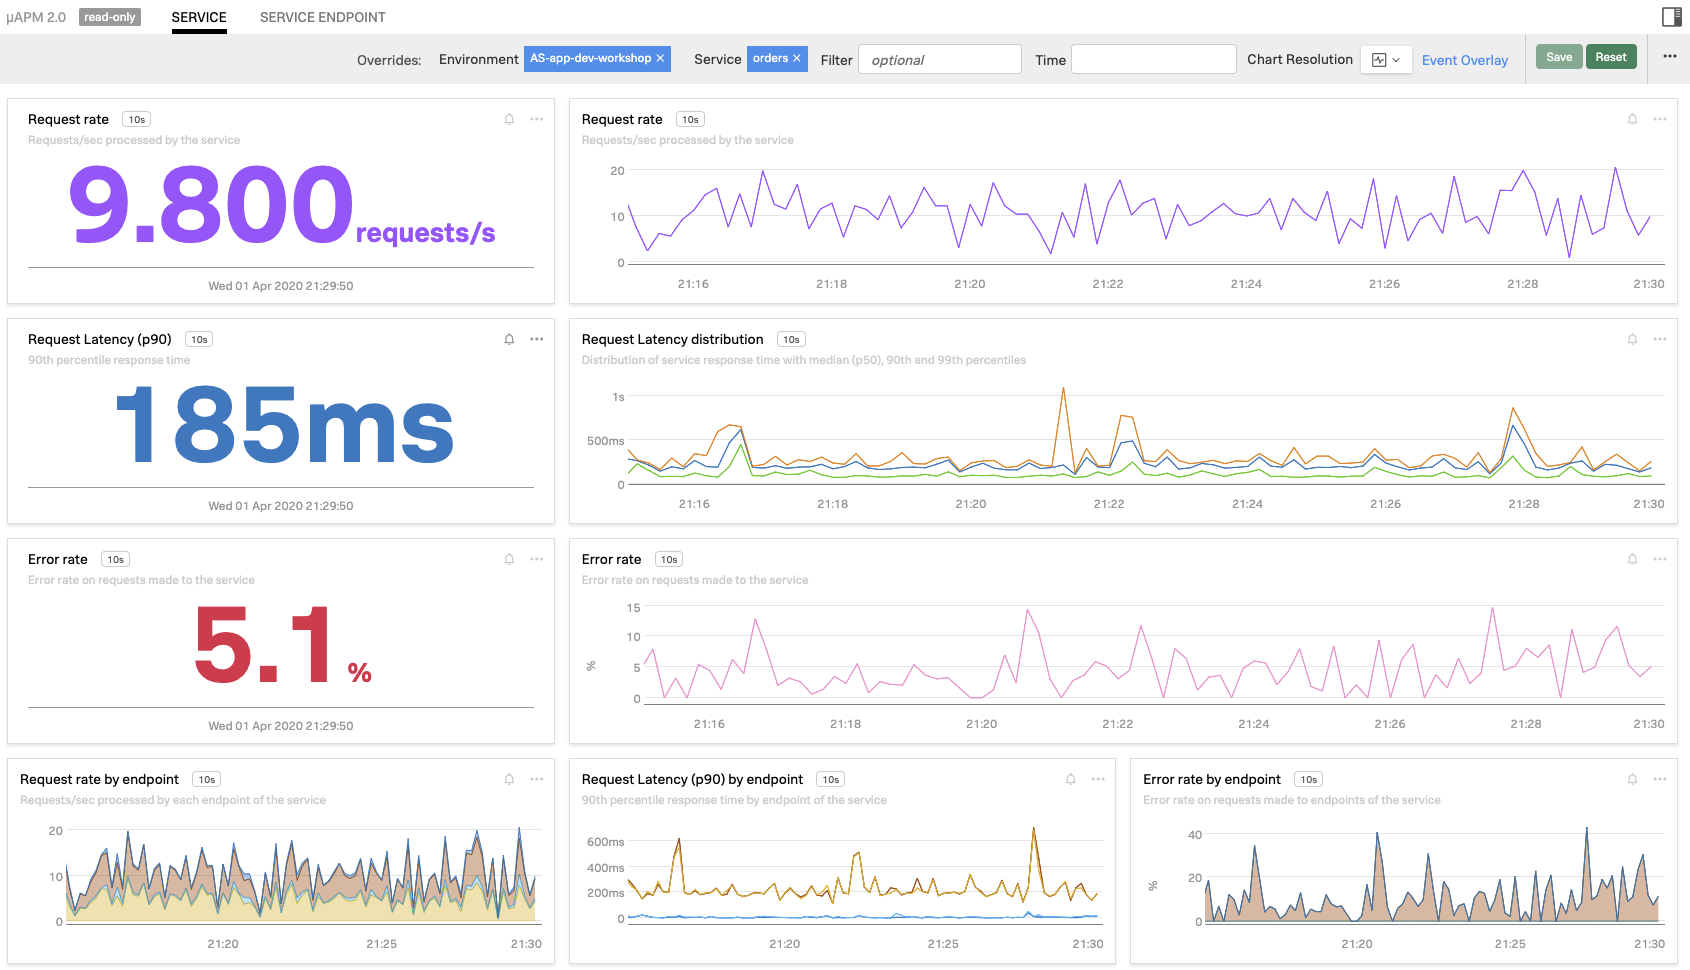 µAPM 2.0 read-only SERVICE SERVICE ENDPOINT
Overrides: Environment AS-app-dev-workshop × Service orders × Filter optional Time Chart Resolution Event Overlay Save Reset
Request rate 10s
Requests/sec processed by the service
9.800 requests/s
Wed 01 Apr 2020 21:29:50
Request rate 10s
Requests/sec processed by the service
20
10
0
21:16 21:18 21:20 21:22 21:24 21:26 21:28 21:30
Request Latency (p90) 10s
90th percentile response time
185ms
Wed 01 Apr 2020 21:29:50
Request Latency distribution 10s
Distribution of service response time with median (p50), 90th and 99th percentiles
1s
500ms
0
21:16 21:18 21:20 21:22 21:24 21:26 21:28 21:30
Error rate 10s
Error rate on requests made to the service
5.1 %
Wed 01 Apr 2020 21:29:50
Error rate 10s
Error rate on requests made to the service
15
10
5
0
%
21:16 21:18 21:20 21:22 21:24 21:26 21:28 21:30
Request rate by endpoint 10s
Requests/sec processed by each endpoint of the service
20
10
0
21:20 21:25 21:30
Request Latency (p90) by endpoint 10s
90th percentile response time by endpoint of the service
600ms
400ms
200ms
0
21:20 21:25 21:30
Error rate by endpoint 10s
Error rate on requests made to endpoints of the service
40
20
0
%
21:20 21:25 21:30